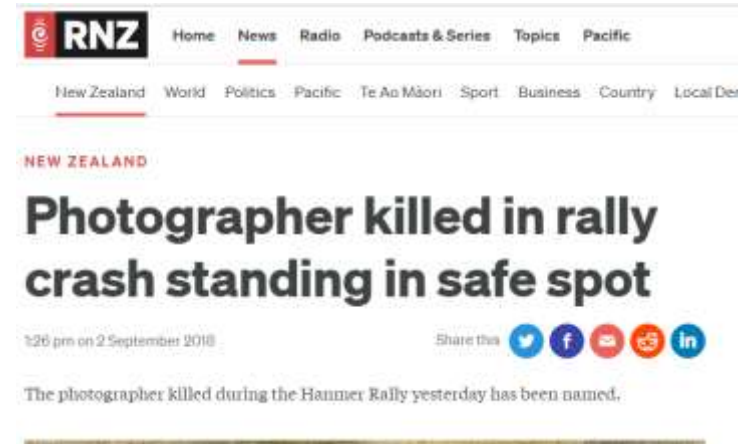 RNZ Home News Radio Podcasts & Series Topics Pacific
New Zealand World Politics Pacific Te Ao Māori Sport Business Country Local De
NEW ZEALAND
Photographer killed in rally
crash standing in safe spot
1:26 pm on 2 September 2018 Share this
The photographer killed during the Hanmer Rally yesterday has been named.